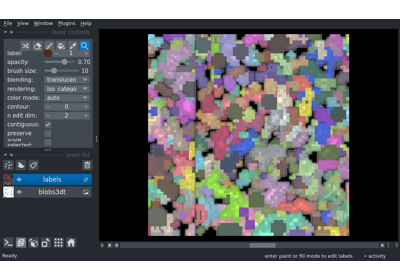 File View Window Plugins Help
layer controls
label: 1
opacity: 0.70
brush size: 10
blending: translucen
rendering: iso_catego
color mode: auto
contour: 0
n edit dim: 2
contiguous:
preserve
selected:
layer list
labels
blobs3dt
Ready
enter paint or fill mode to edit labels
activity